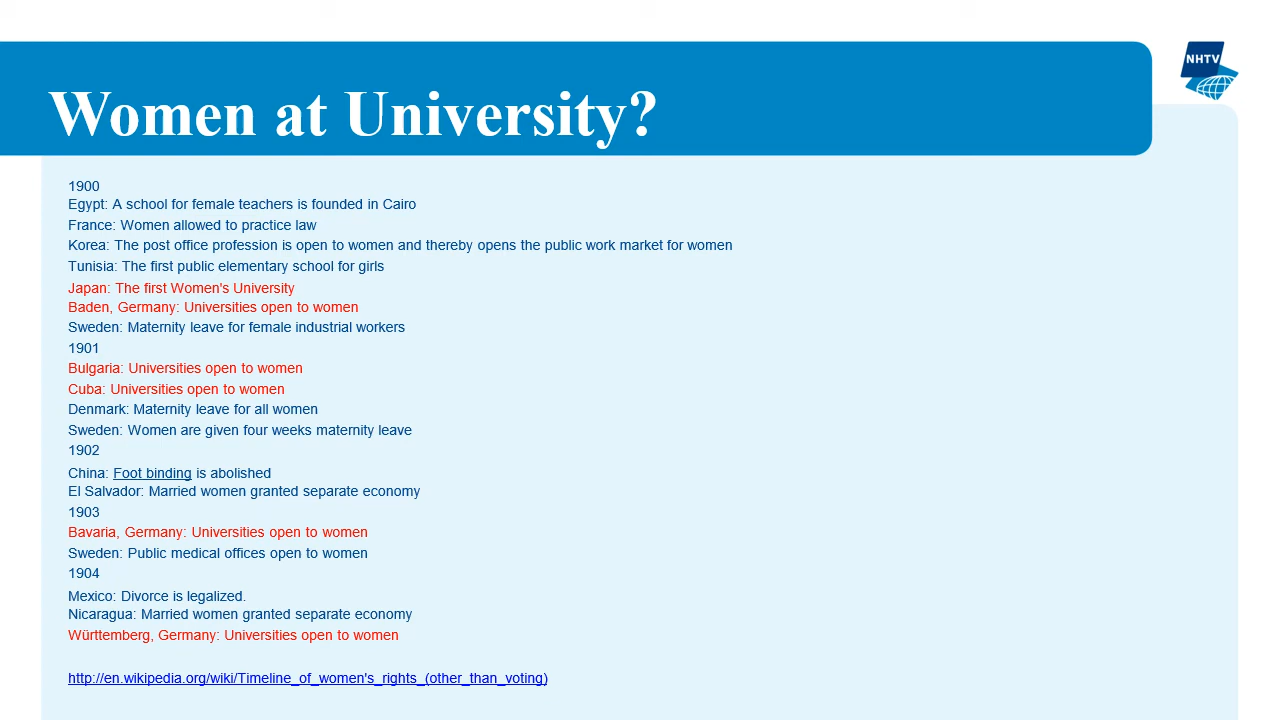 NHTV
Women at University?
1900
Egypt: A school for female teachers is founded in Cairo
France: Women allowed to practice law
Korea: The post office profession is open to women and thereby opens the public work market for women
Tunisia: The first public elementary school for girls
Japan: The first Women's University
Baden, Germany: Universities open to women
Sweden: Maternity leave for female industrial workers
1901
Bulgaria: Universities open to women
Cuba: Universities open to women
Denmark: Maternity leave for all women
Sweden: Women are given four weeks maternity leave
1902
China: Foot binding is abolished
El Salvador: Married women granted separate economy
1903
Bavaria, Germany: Universities open to women
Sweden: Public medical offices open to women
1904
Mexico: Divorce is legalized.
Nicaragua: Married women granted separate economy
Württemberg, Germany: Universities open to women
http://en.wikipedia.org/wiki/Timeline_of_women's_rights_(other_than_voting)